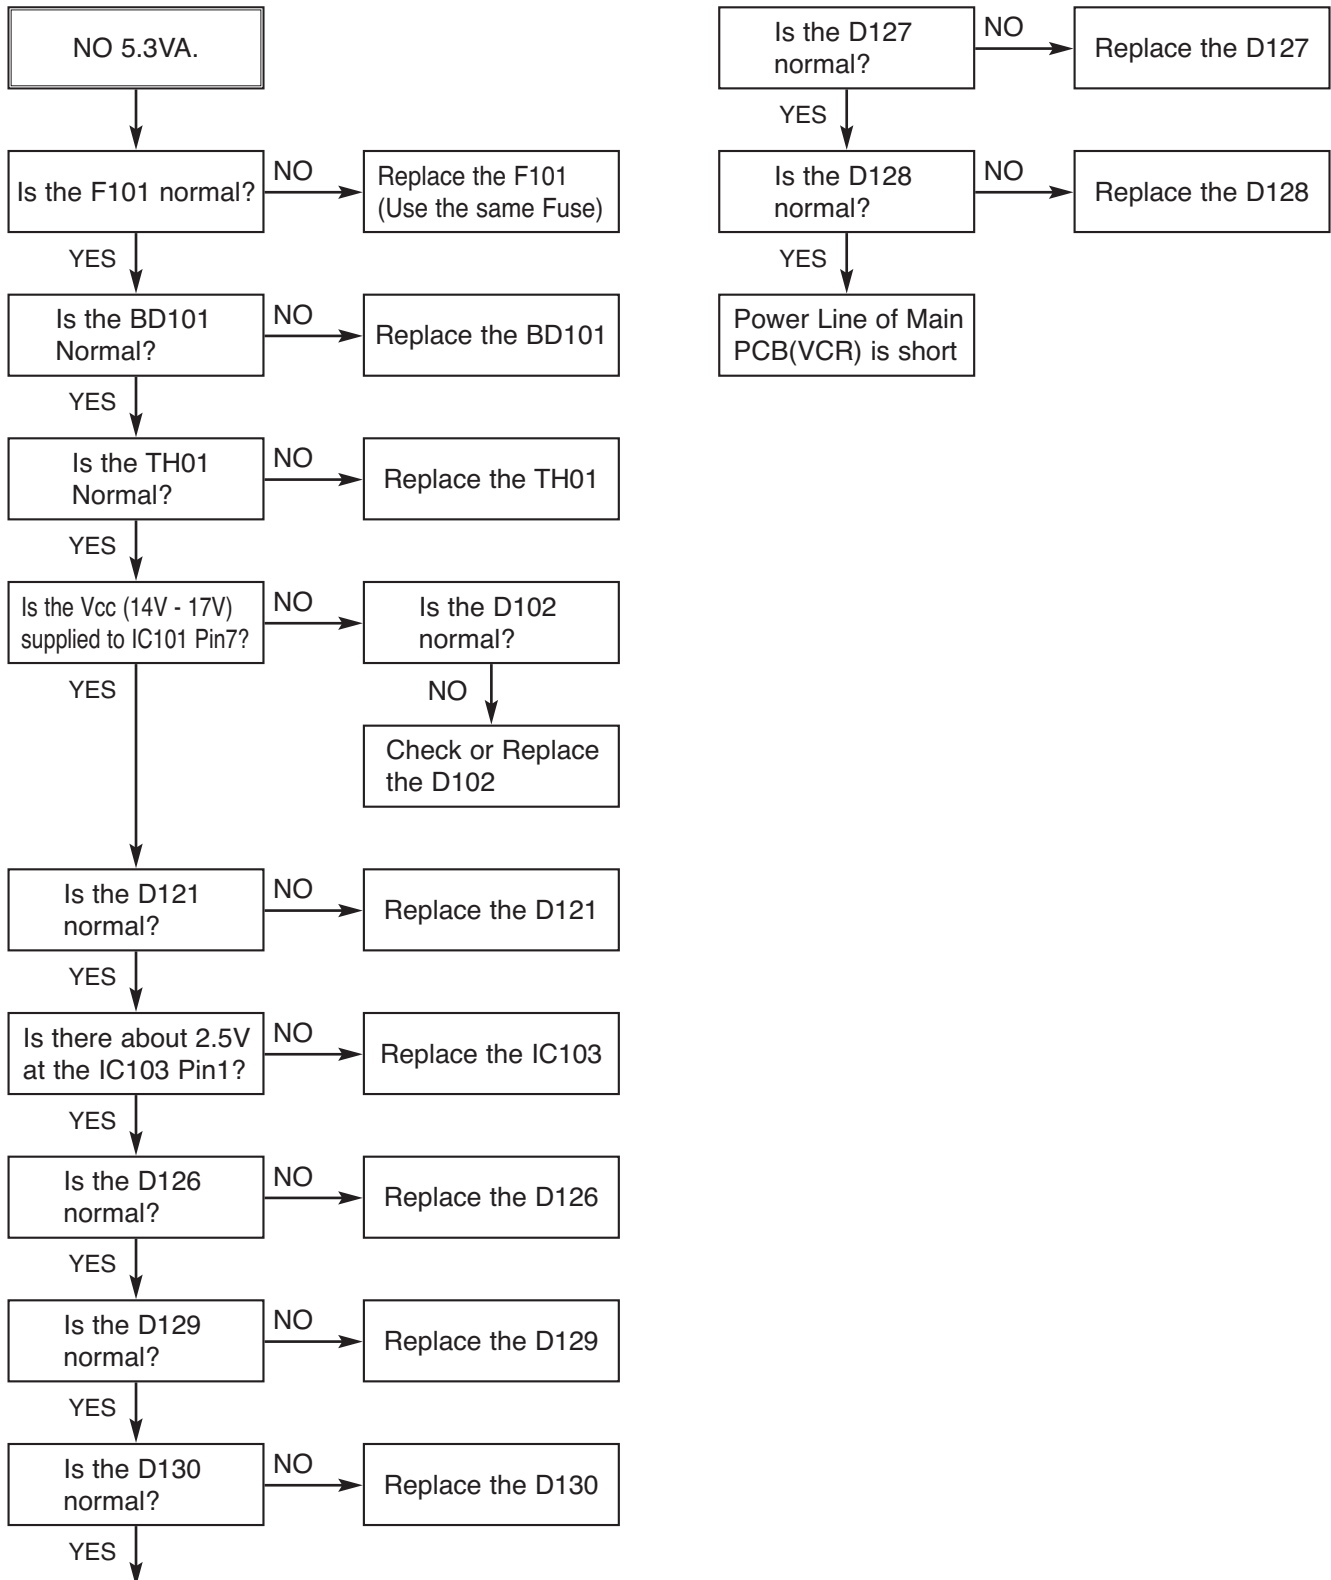 NO 5.3VA.
Is the F101 normal?
NO
Replace the F101
(Use the same Fuse)
YES
Is the BD101
Normal?
NO
Replace the BD101
YES
Is the TH01
Normal?
NO
Replace the TH01
YES
Is the Vcc (14V - 17V)
supplied to IC101 Pin7?
NO
Is the D102
normal?
YES
NO
Check or Replace
the D102
Is the D121
normal?
NO
Replace the D121
YES
Is there about 2.5V
at the IC103 Pin1?
NO
Replace the IC103
YES
Is the D126
normal?
NO
Replace the D126
YES
Is the D129
normal?
NO
Replace the D129
YES
Is the D130
normal?
NO
Replace the D130
YES
Is the D127
normal?
NO
Replace the D127
YES
Is the D128
normal?
NO
Replace the D128
YES
Power Line of Main
PCB(VCR) is short